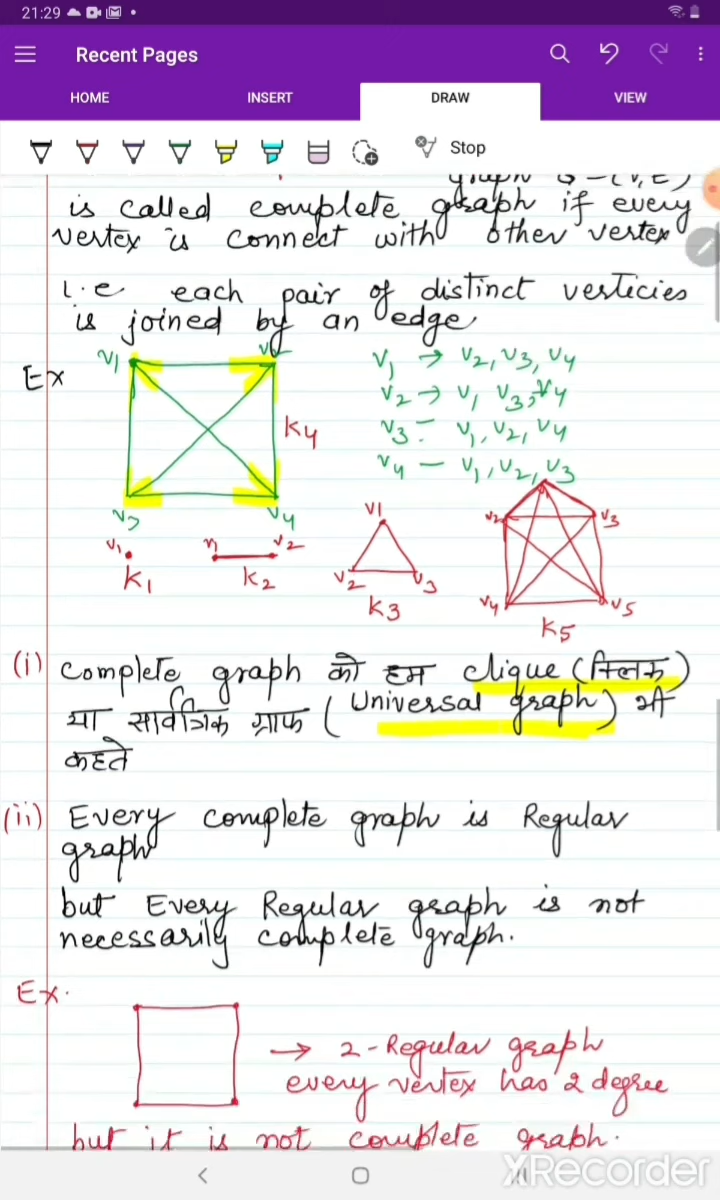 21:29
Recent Pages
HOME INSERT DRAW VIEW
Stop
graph G = (V, E)
is called complete graph if every
vertex is connect with other vertex
i.e each pair of distinct verticies
is joined by an edge
Ex
v1 v2
K4
v3 v4
v1 → v2, v3, v4
v2 → v1 v3, v4
v3 - v1, v2, v4
v4 - v1, v2, v3
v1
K1
v1 v2
K2
v1
v2 v3
K3
v2 v3
v4 v5
K5
(i) complete graph को हम clique (क्लिक)
या सार्वत्रिक ग्राफ (Universal graph) भी
कहते
(ii) Every complete graph is Regular
graph
but Every Regular graph is not
necessarily complete graph.
Ex.
→ 2-Regular graph
every vertex has 2 degree
but it is not complete graph.
XRecorder